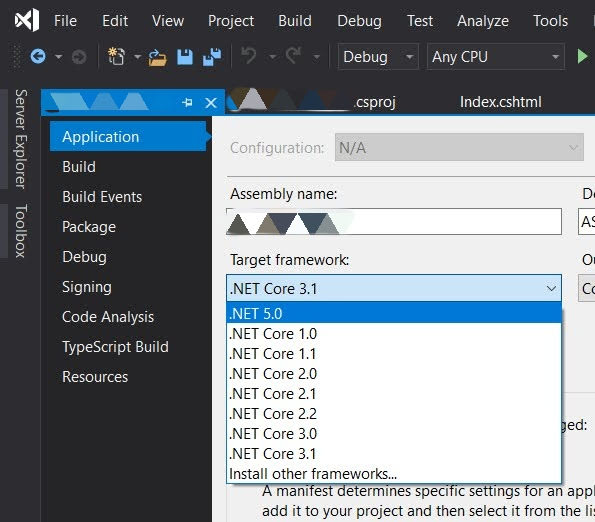 File Edit View Project Build Debug Test Analyze Tools
Debug Any CPU
Server Explorer
Toolbox
.csproj Index.cshtml
Application
Build
Build Events
Package
Debug
Signing
Code Analysis
TypeScript Build
Resources
Configuration: N/A
Assembly name: De
AS
Target framework: Ou
.NET Core 3.1 Co
.NET 5.0
.NET Core 1.0
.NET Core 1.1
.NET Core 2.0
.NET Core 2.1
.NET Core 2.2
.NET Core 3.0
ged:
.NET Core 3.1
Install other frameworks...
A manifest determines specific settings for an appl
add it to your project and then select it from the lis